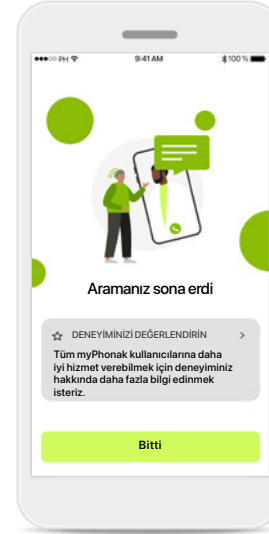 PH 9:41 AM 100 %
Aramanız sona erdi
DENEYİMİNİZİ DEĞERLENDİRİN
Tüm myPhonak kullanıcılarına daha
iyi hizmet verebilmek için deneyiminiz
hakkında daha fazla bilgi edinmek
isteriz.
Bitti